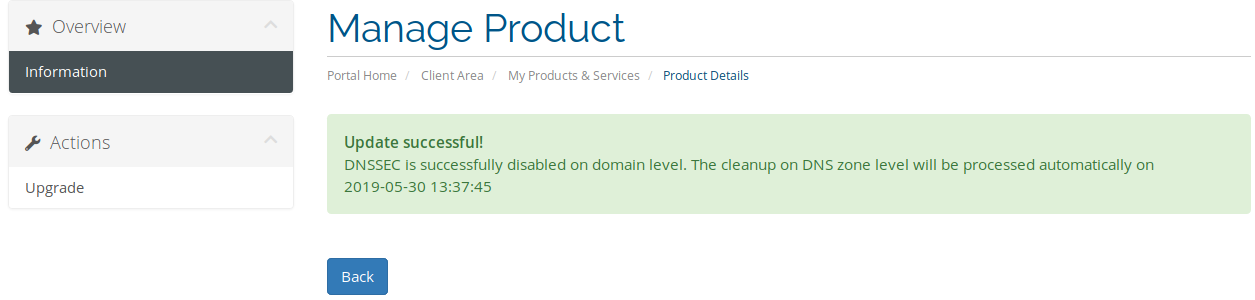 Overview
Information
Actions
Upgrade
Manage Product
Portal Home / Client Area / My Products & Services / Product Details
Update successful!
DNSSEC is successfully disabled on domain level. The cleanup on DNS zone level will be processed automatically on
2019-05-30 13:37:45
Back